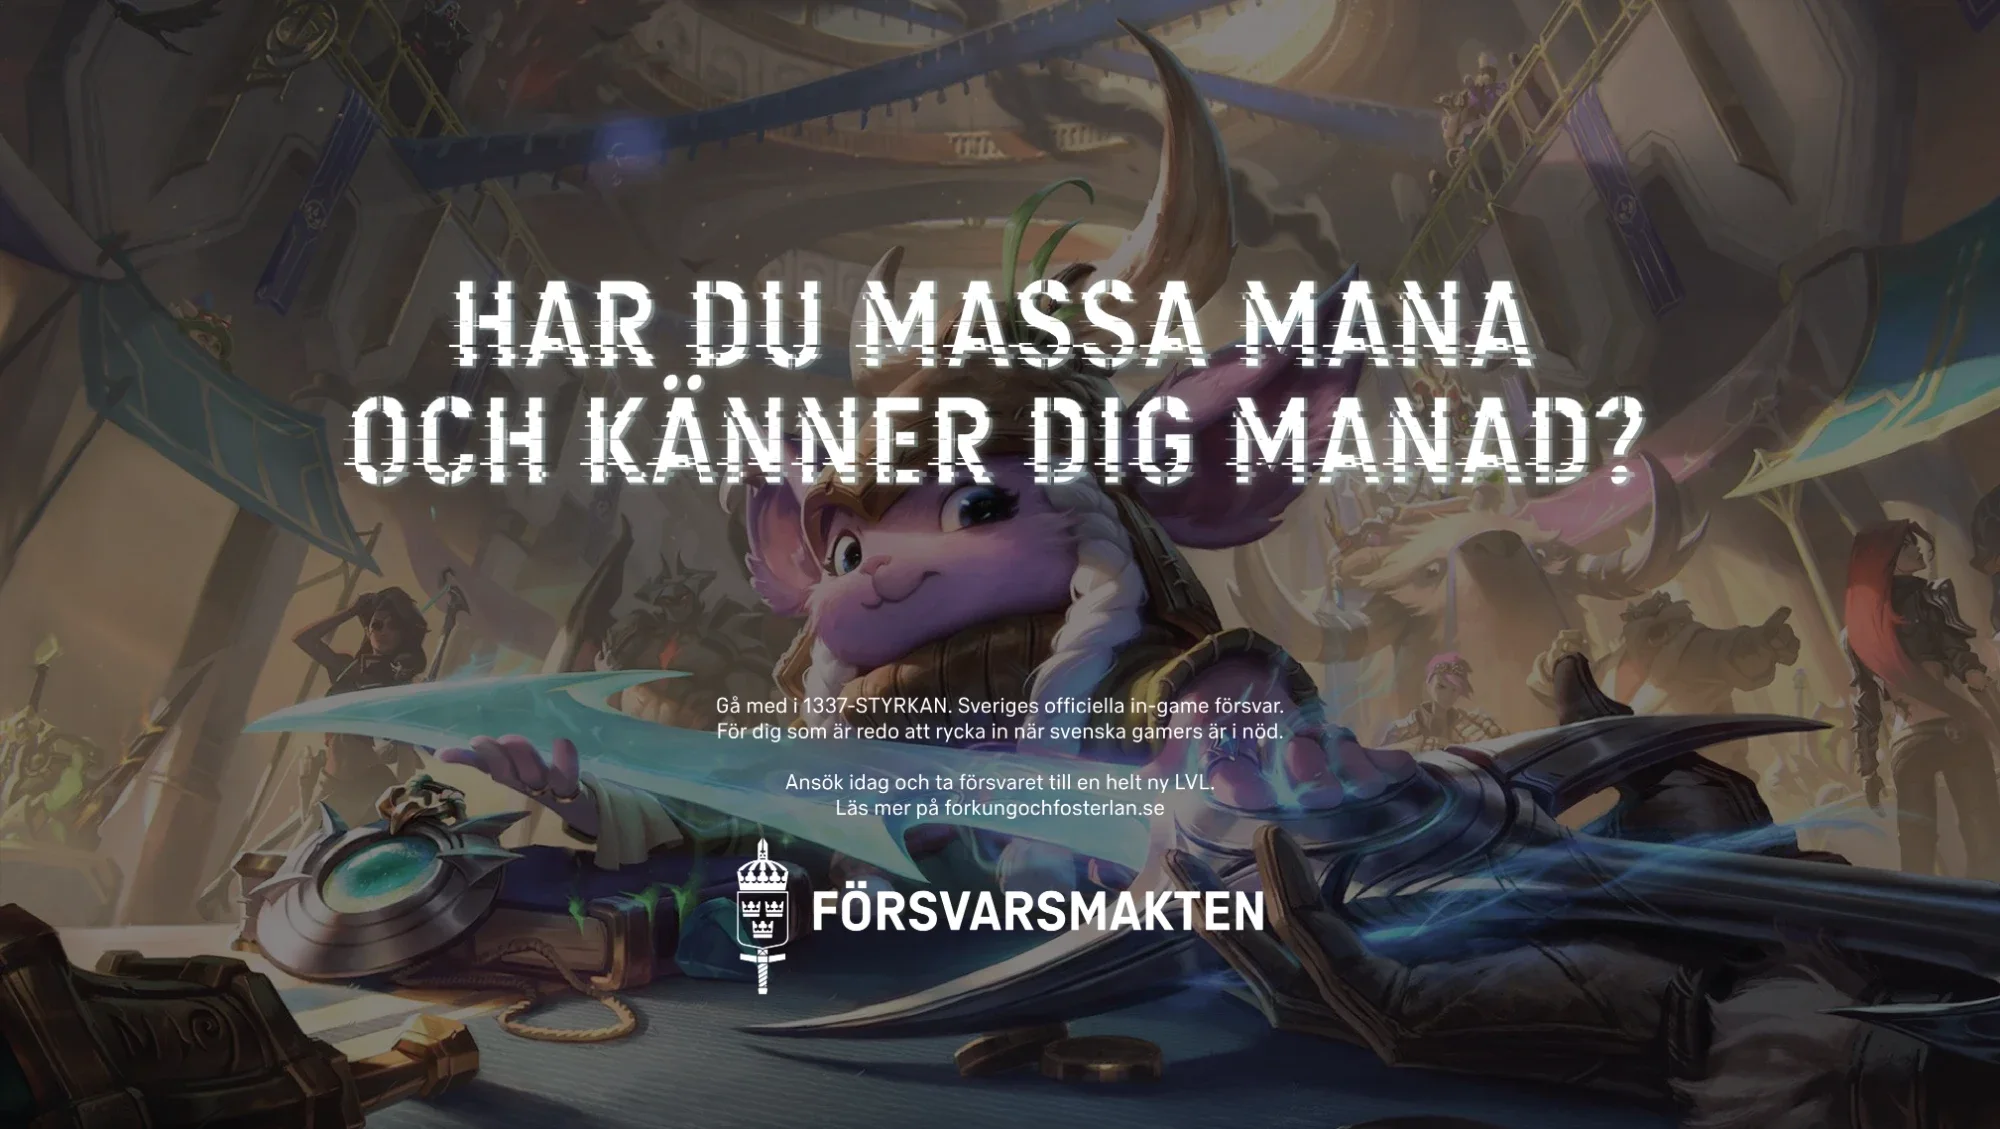 HAR DU MASSA MANA
OCH KÄNNER DIG MANAD?
Gå med i 1337-STYRKAN. Sveriges officiella in-game försvar.
För dig som är redo att rycka in när svenska gamers är i nöd.
Ansök idag och ta försvaret till en helt ny LVL.
Läs mer på forkungochfosterlan.se
FÖRSVARSMAKTEN